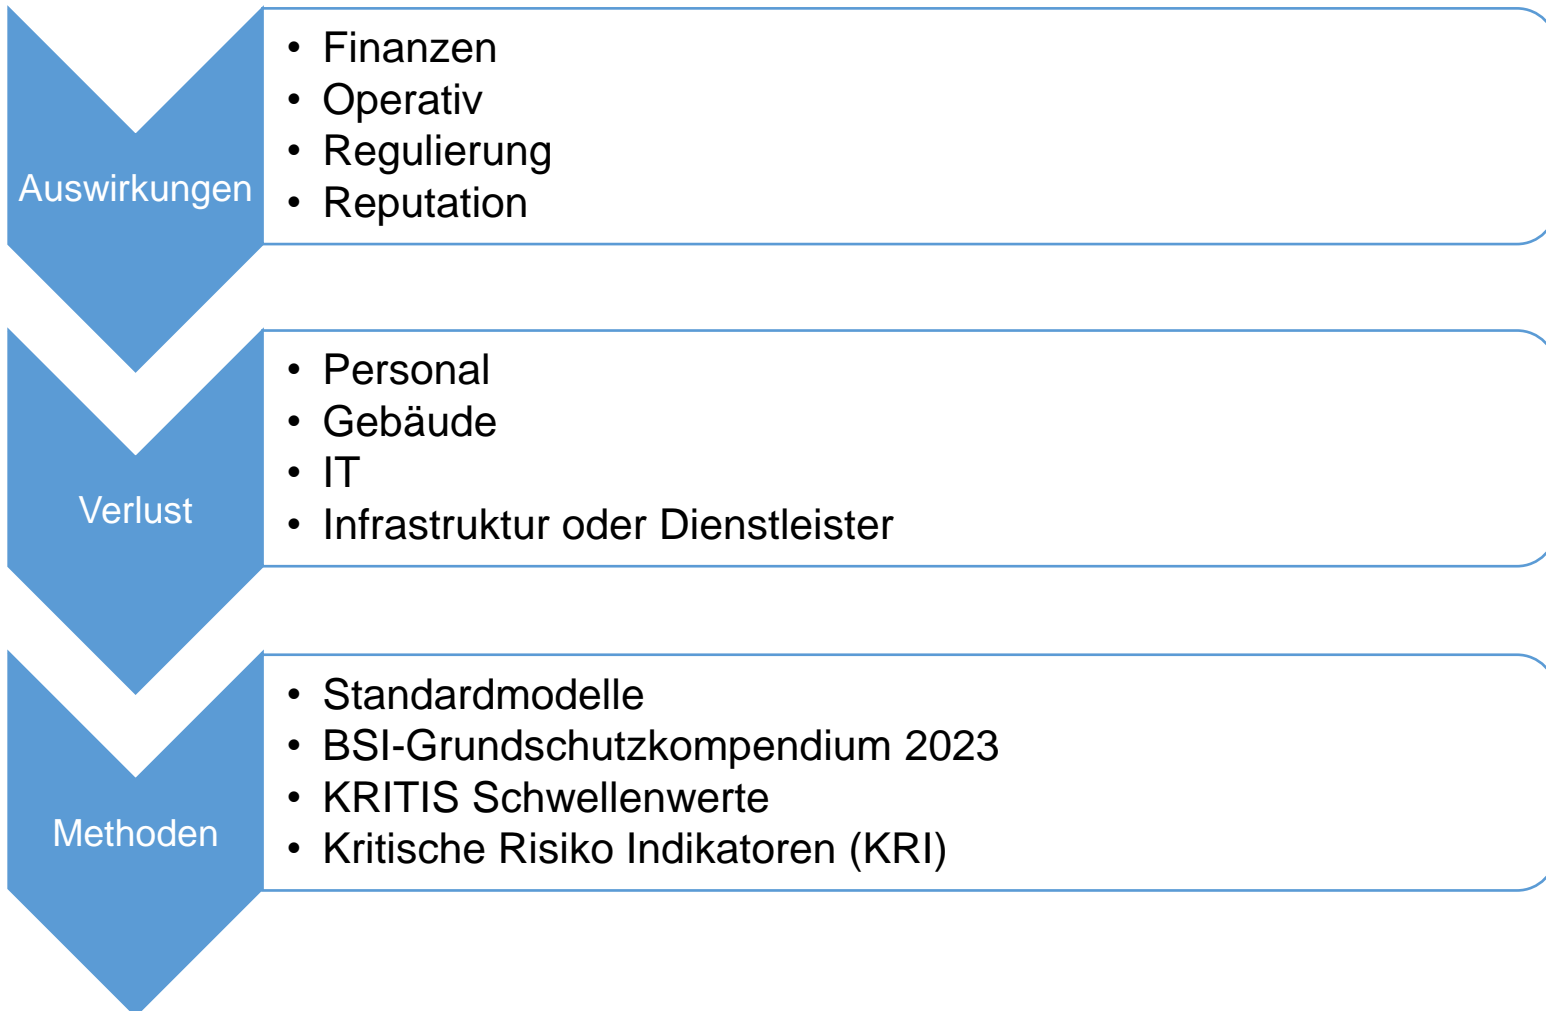 Auswirkungen
• Finanzen
• Operativ
• Regulierung
• Reputation
Verlust
• Personal
• Gebäude
• IT
• Infrastruktur oder Dienstleister
Methoden
• Standardmodelle
• BSI-Grundschutzkompendium 2023
• KRITIS Schwellenwerte
• Kritische Risiko Indikatoren (KRI)